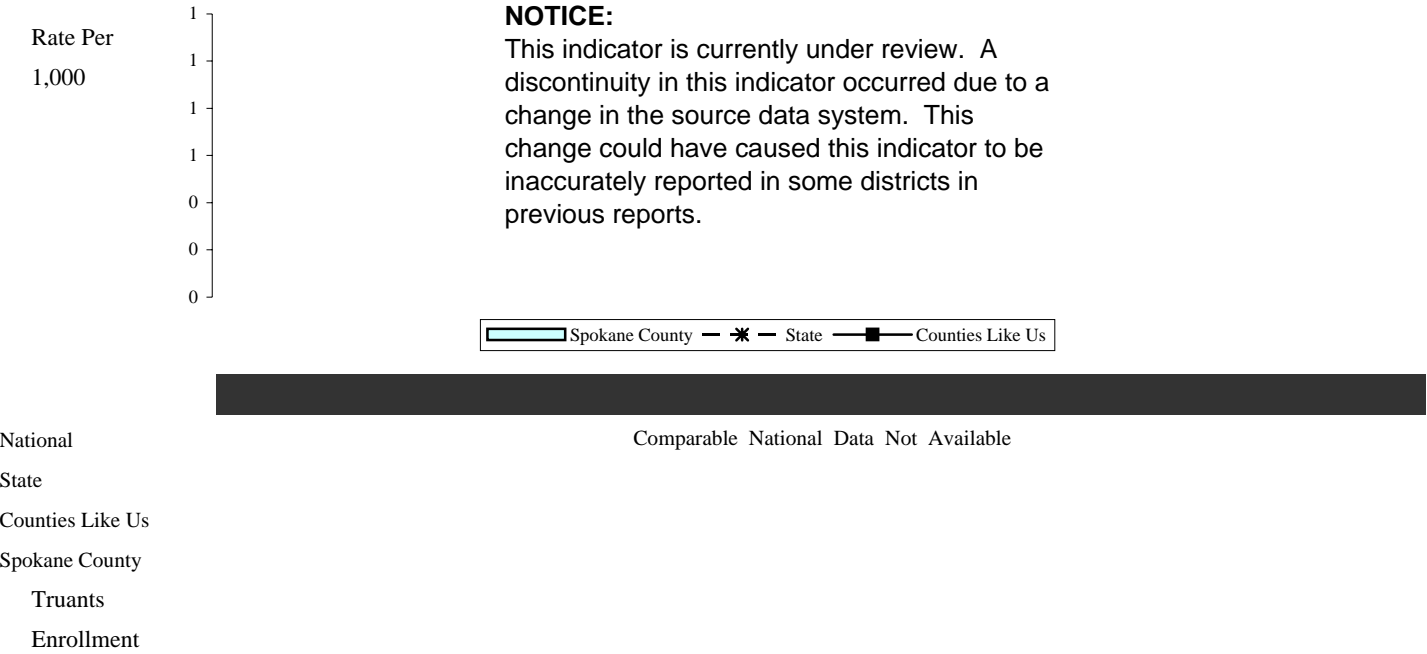 Rate Per
1,000
1
1
1
1
0
0
0
NOTICE:
This indicator is currently under review. A
discontinuity in this indicator occurred due to a
change in the source data system. This
change could have caused this indicator to be
inaccurately reported in some districts in
previous reports.
Spokane County State Counties Like Us
National Comparable National Data Not Available
State
Counties Like Us
Spokane County
Truants
Enrollment